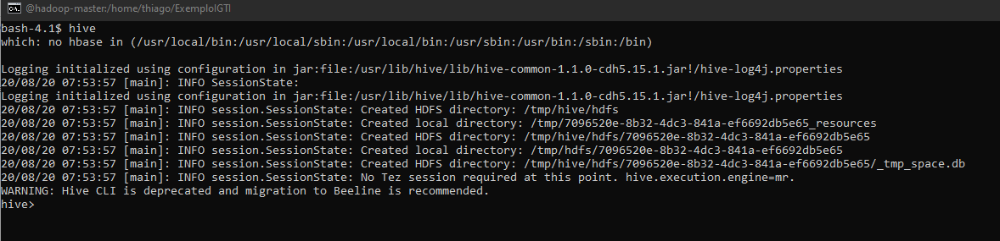 @hadoop-master:/home/thiago/ExemploIGTI
bash-4.1$ hive
which: no hbase in (/usr/local/bin:/usr/local/sbin:/usr/local/bin:/usr/sbin:/usr/bin:/sbin:/bin)
Logging initialized using configuration in jar:file:/usr/lib/hive/lib/hive-common-1.1.0-cdh5.15.1.jar!/hive-log4j.properties
20/08/20 07:53:57 [main]: INFO SessionState:
Logging initialized using configuration in jar:file:/usr/lib/hive/lib/hive-common-1.1.0-cdh5.15.1.jar!/hive-log4j.properties
20/08/20 07:53:57 [main]: INFO session.SessionState: Created HDFS directory: /tmp/hive/hdfs
20/08/20 07:53:57 [main]: INFO session.SessionState: Created local directory: /tmp/7096520e-8b32-4dc3-841a-ef6692db5e65_resources
20/08/20 07:53:57 [main]: INFO session.SessionState: Created HDFS directory: /tmp/hive/hdfs/7096520e-8b32-4dc3-841a-ef6692db5e65
20/08/20 07:53:57 [main]: INFO session.SessionState: Created local directory: /tmp/hdfs/7096520e-8b32-4dc3-841a-ef6692db5e65
20/08/20 07:53:57 [main]: INFO session.SessionState: Created HDFS directory: /tmp/hive/hdfs/7096520e-8b32-4dc3-841a-ef6692db5e65/_tmp_space.db
20/08/20 07:53:57 [main]: INFO session.SessionState: No Tez session required at this point. hive.execution.engine=mr.
WARNING: Hive CLI is deprecated and migration to Beeline is recommended.
hive>